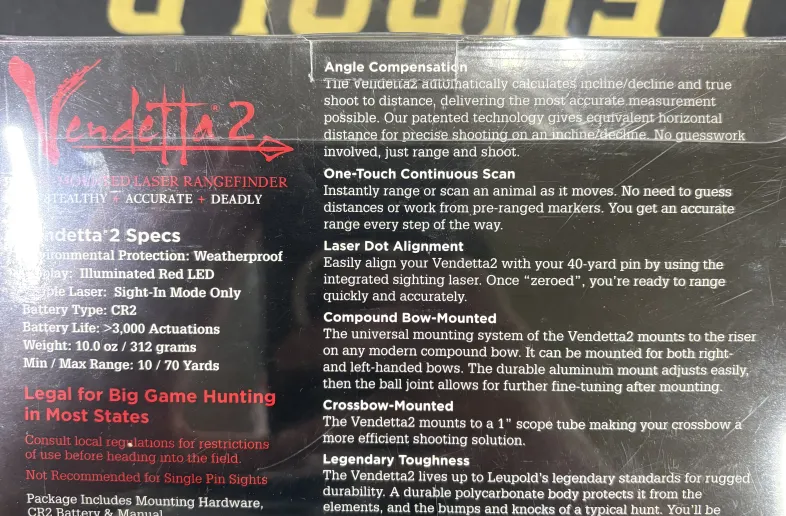 Vendetta® 2
LASER RANGEFINDER
STEALTHY + ACCURATE + DEADLY
Vendetta® 2 Specs
Environmental Protection: Weatherproof
Display: Illuminated Red LED
Visible Laser: Sight-In Mode Only
Battery Type: CR2
Battery Life: >3,000 Actuations
Weight: 10.0 oz / 312 grams
Min / Max Range: 10 / 70 Yards
Legal for Big Game Hunting
in Most States
Consult local regulations for restrictions
of use before heading into the field.
Not Recommended for Single Pin Sights
Package Includes Mounting Hardware,
CR2 Battery & Manual
Angle Compensation
The Vendetta2 automatically calculates incline/decline and true
shoot to distance, delivering the most accurate measurement
possible. Our patented technology gives equivalent horizontal
distance for precise shooting on an incline/decline. No guesswork
involved, just range and shoot.
One-Touch Continuous Scan
Instantly range or scan an animal as it moves. No need to guess
distances or work from pre-ranged markers. You get an accurate
range every step of the way.
Laser Dot Alignment
Easily align your Vendetta2 with your 40-yard pin by using the
integrated sighting laser. Once "zeroed", you're ready to range
quickly and accurately.
Compound Bow-Mounted
The universal mounting system of the Vendetta2 mounts to the riser
on any modern compound bow. It can be mounted for both right-
and left-handed bows. The durable aluminum mount adjusts easily,
then the ball joint allows for further fine-tuning after mounting.
Crossbow-Mounted
The Vendetta2 mounts to a 1" scope tube making your crossbow a
more efficient shooting solution.
Legendary Toughness
The Vendetta2 lives up to Leupold's legendary standards for rugged
durability. A durable polycarbonate body protects it from the
elements, and the bumps and knocks of a typical hunt. You'll be